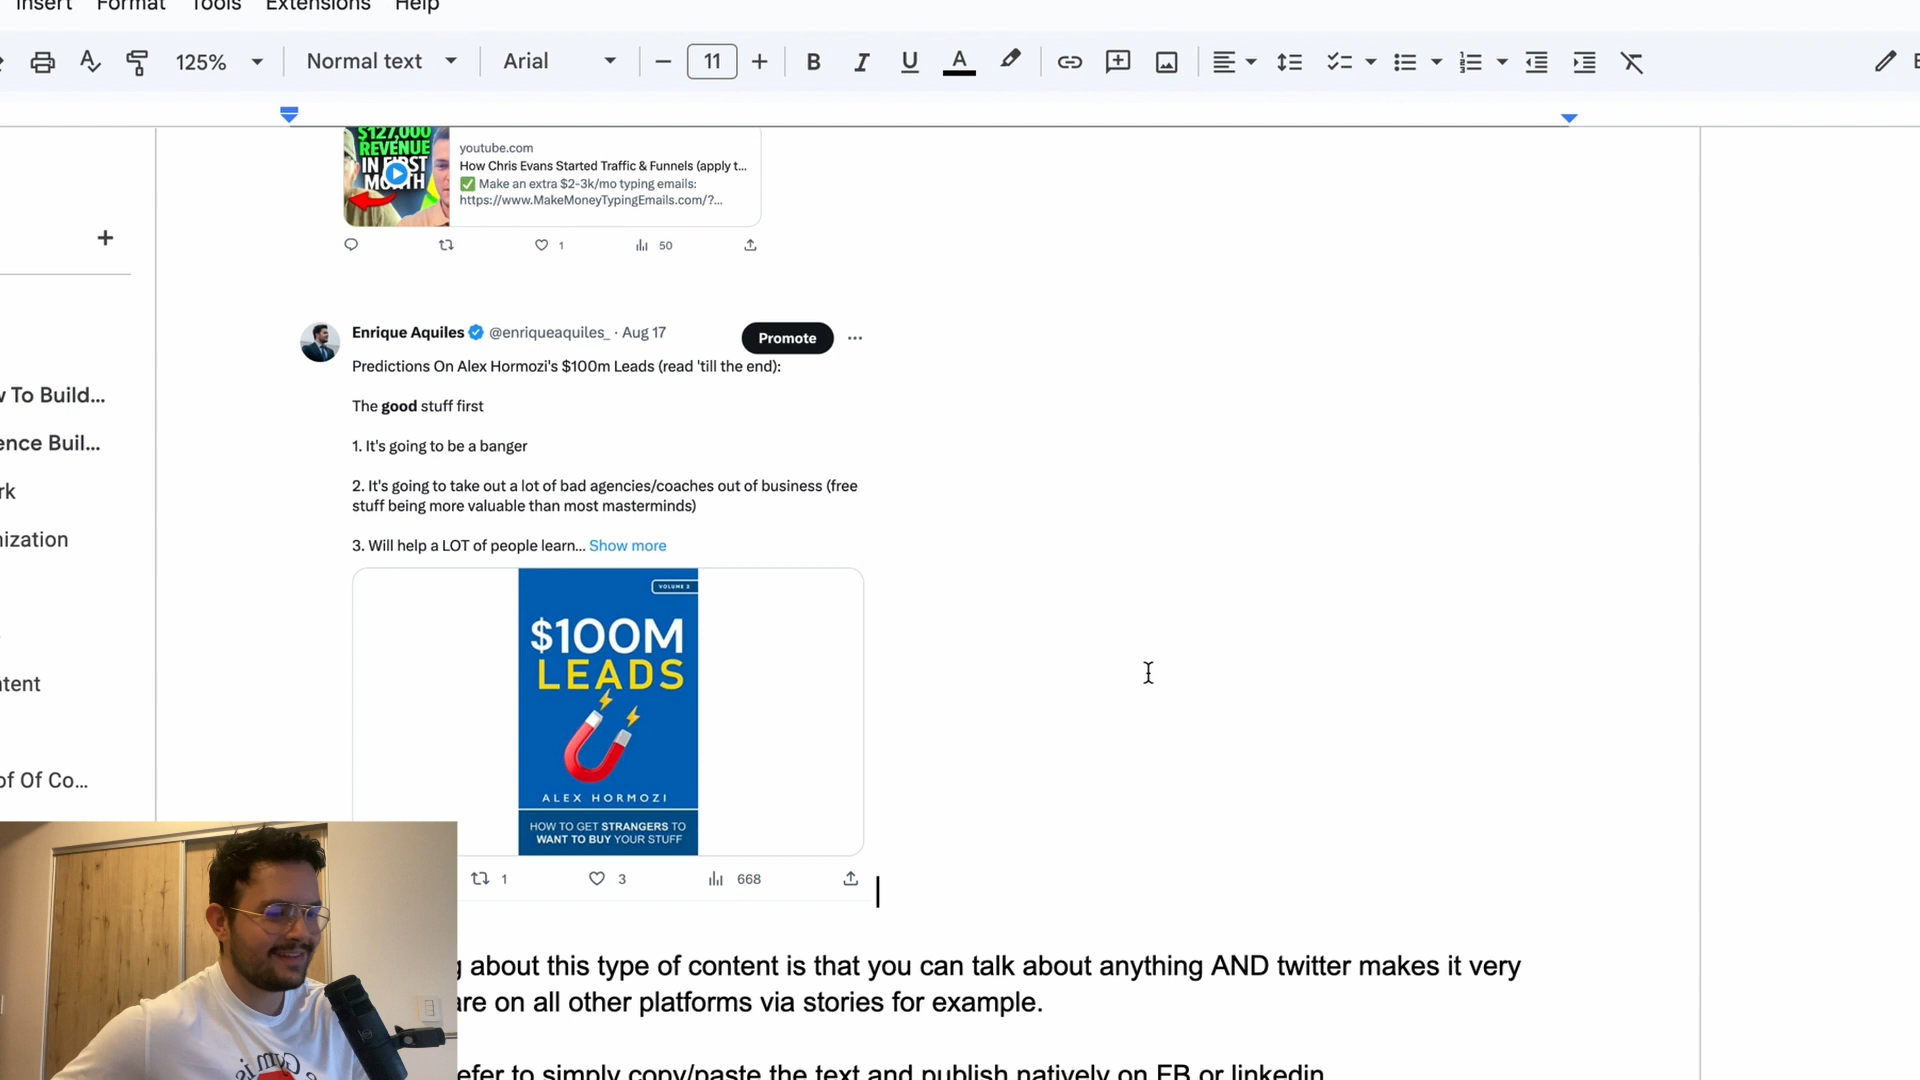 Insert Format Tools Extensions Help
125% Normal text Arial 11 B I U A
$127,000
REVENUE
IN FIRST
MONTH
youtube.com
How Chris Evans Started Traffic & Funnels (apply t...
✅ Make an extra $2-3k/mo typing emails:
https://www.MakeMoneyTypingEmails.com/?...
1 50
Enrique Aquiles @enriqueaquiles_ · Aug 17
Promote
Predictions On Alex Hormozi's $100m Leads (read 'till the end):
The good stuff first
1. It's going to be a banger
2. It's going to take out a lot of bad agencies/coaches out of business (free
stuff being more valuable than most masterminds)
3. Will help a LOT of people learn... Show more
VOLUME 2
$100M
LEADS
ALEX HORMOZI
HOW TO GET STRANGERS TO
WANT TO BUY YOUR STUFF
1 3 668
w To Build...
ence Buil...
rk
nization
ntent
of Of Co...
g about this type of content is that you can talk about anything AND twitter makes it very
are on all other platforms via stories for example.
efer to simply copy/paste the text and publish natively on FB or linkedin